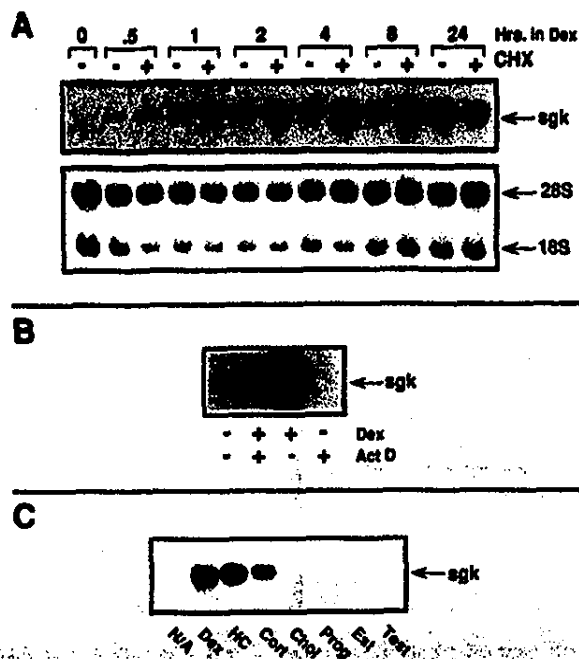 A
0 .5 1 2 4 8 24 Hrs. in Dex
- - + - + - + - + - + - + CHX
sgk
28S
18S
B
sgk
- + + - Dex
- + - + Act D
C
sgk
N/A Dex HC Cort Chol Prog Est Test